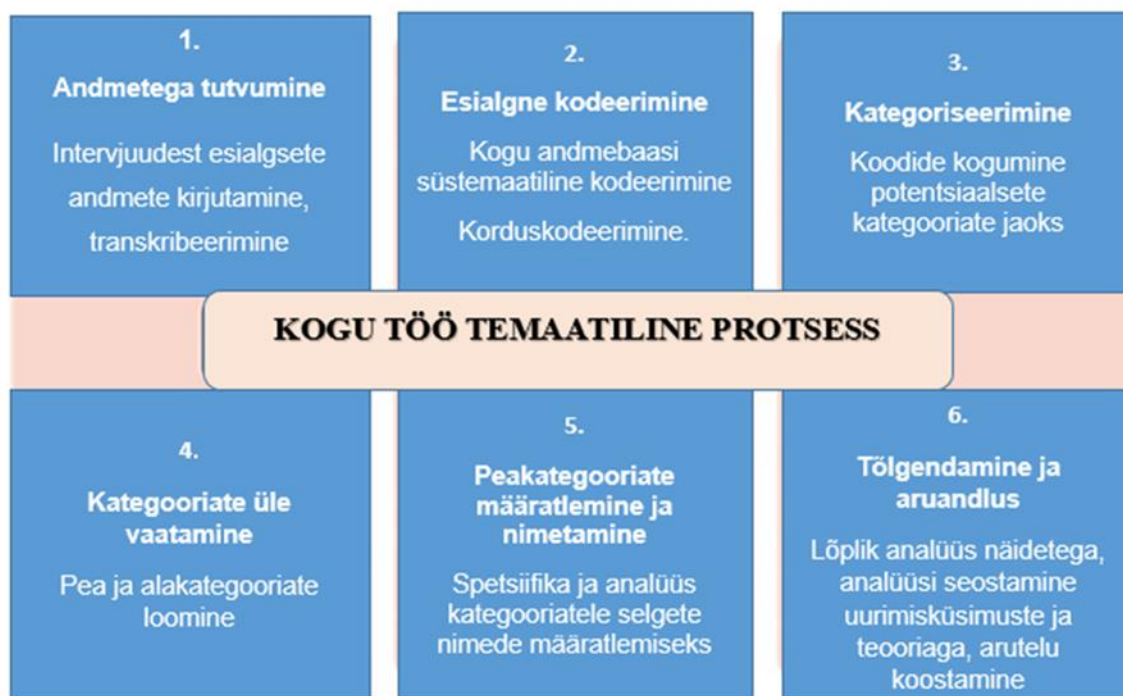 1.
Andmetega tutvumine
Intervjuudest esialgsete
andmete kirjutamine,
transkribeerimine
2.
Esialgne kodeerimine
Kogu andmebaasi
süstemaatiline kodeerimine
Korduskodeerimine.
3.
Kategoriseerimine
Koodide kogumine
potentsiaalsete
kategooriate jaoks
KOGU TÖÖ TEMAATILINE PROTSESS
4.
Kategooriate üle
vaatamine
Pea ja alakategooriate
loomine
5.
Peakategooriate
määratlemine ja
nimetamine
Spetsiifika ja analüüs
kategooriatele selgete
nimede määratlemiseks
6.
Tõlgendamine ja
aruandlus
Lõplik analüüs näidetega,
analüüsi seostamine
uurimisküsimuste ja
teooriaga, arutelu
koostamine